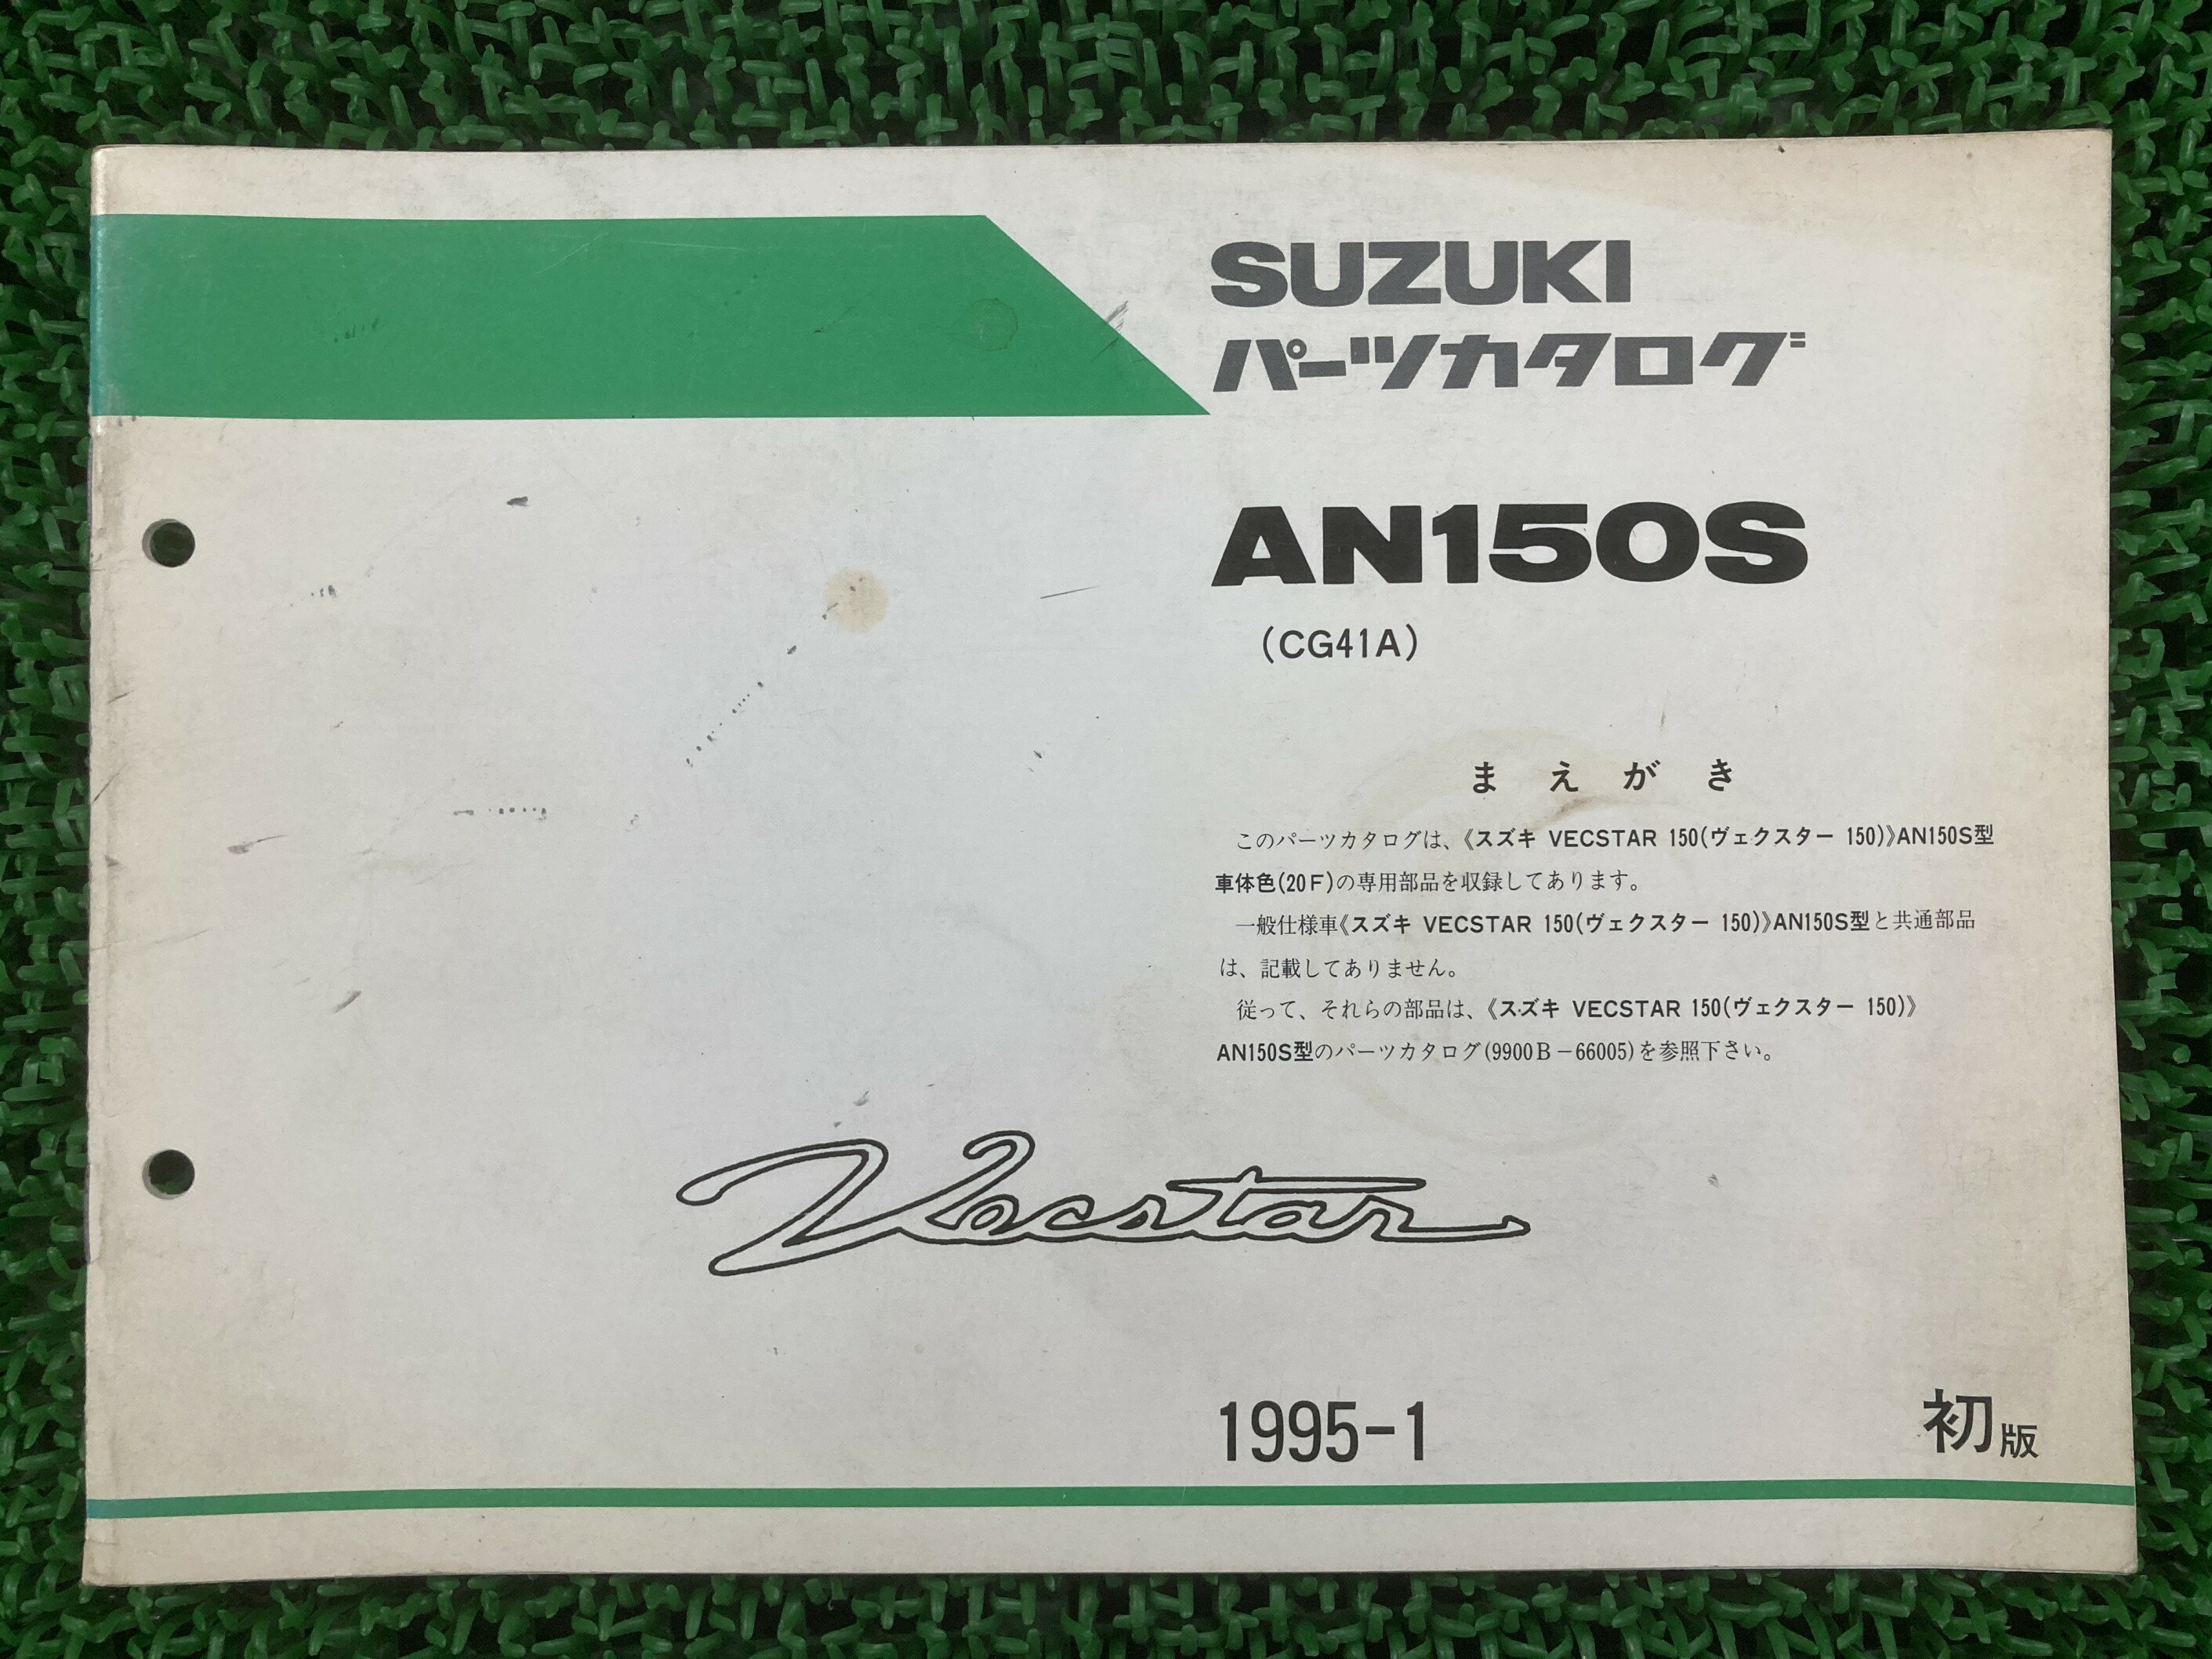 SUZUKI
パーツカタログ
AN150S
(CG41A)
まえがき
このパーツカタログは、《スズキ VECSTAR 150(ヴェクスター 150)》AN150S型
車体色(20F)の専用部品を収録してあります。
一般仕様車《スズキ VECSTAR 150(ヴェクスター 150)》AN150S型と共通部品
は、記載してありません。
従って、それらの部品は、《スズキ VECSTAR 150(ヴェクスター 150)》
AN150S型のパーツカタログ(9900B-66005)を参照下さい。
Vecstar
1995-1
初版